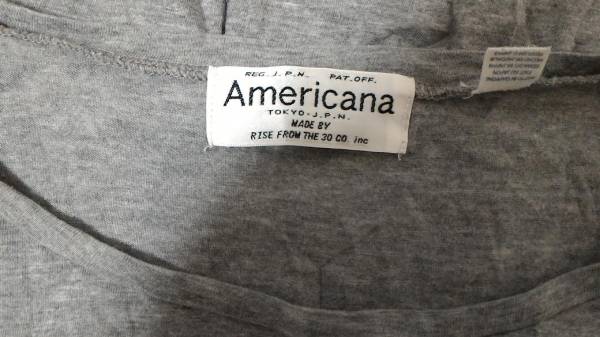 REG. J.P.N. PAT.OFF.
Americana
TOKYO-J.P.N.
MADE BY
RISE FROM THE 30 CO. inc